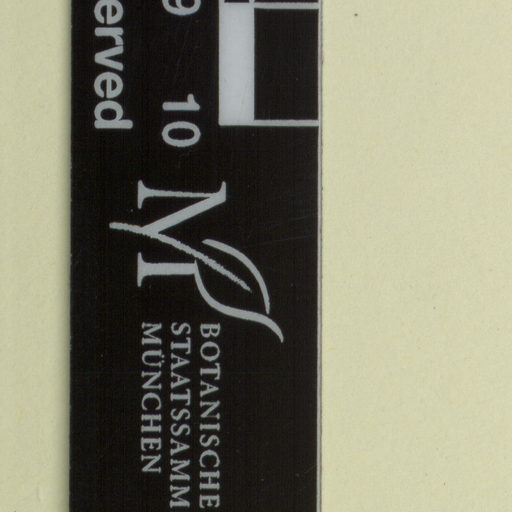 9 10
erved
BOTANISCHE
STAATSSAMM
MÜNCHEN